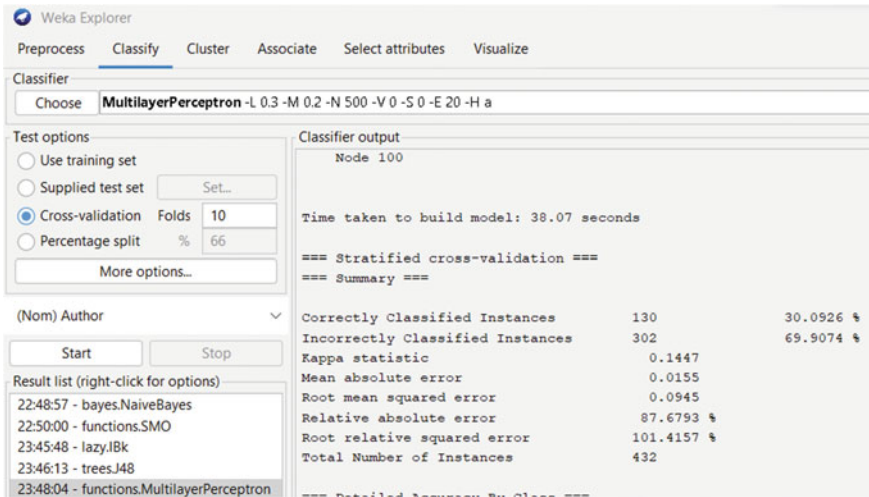 Weka Explorer
Preprocess Classify Cluster Associate Select attributes Visualize
Classifier
Choose MultilayerPerceptron -L 0.3 -M 0.2 -N 500 -V 0 -S 0 -E 20 -H a
Test options
Use training set
Supplied test set Set...
Cross-validation Folds 10
Percentage split % 66
More options...
(Nom) Author
Start Stop
Result list (right-click for options)
22:48:57 - bayes.NaiveBayes
22:50:00 - functions.SMO
23:45:48 - lazy.IBk
23:46:13 - trees.J48
23:48:04 - functions.MultilayerPerceptron
Classifier output
Node 100
Time taken to build model: 38.07 seconds
=== Stratified cross-validation ===
=== Summary ===
Correctly Classified Instances 130 30.0926 %
Incorrectly Classified Instances 302 69.9074 %
Kappa statistic 0.1447
Mean absolute error 0.0155
Root mean squared error 0.0945
Relative absolute error 87.6793 %
Root relative squared error 101.4157 %
Total Number of Instances 432
=== Detailed Accuracy By Class ===